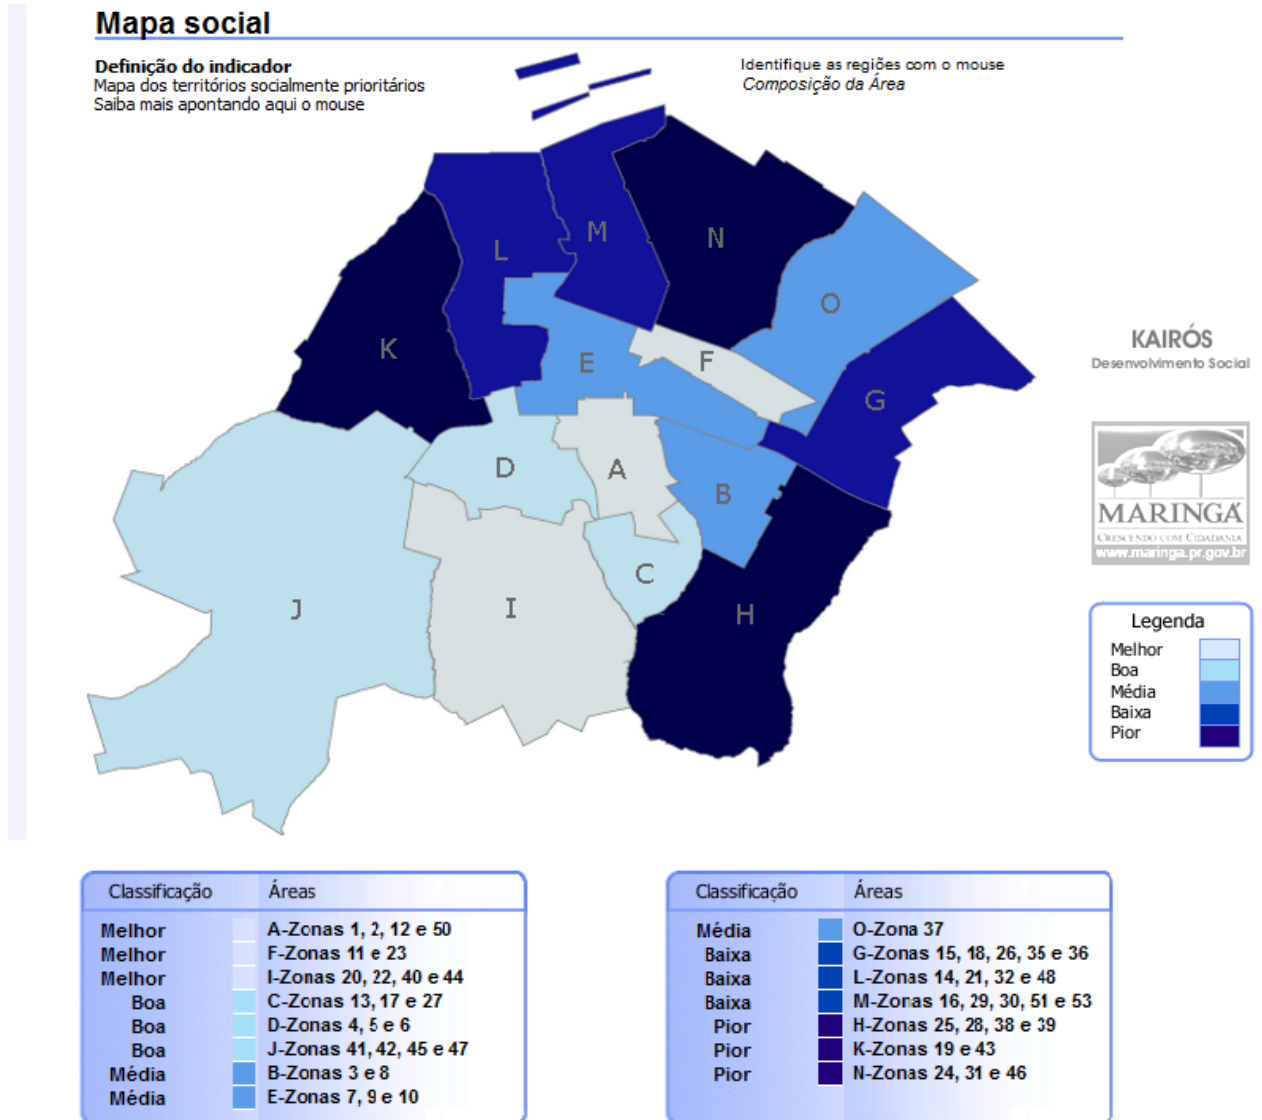 Mapa social
Definição do indicador
Mapa dos territórios socialmente prioritários
Saiba mais apontando aqui o mouse
Identifique as regiões com o mouse
Composição da Área
L
M
N
O
K
E
F
G
D
A
B
C
J
I
H
KAIRÓS
Desenvolvimento Social
MARINGÁ
CRESCENDO COM CIDADANIA
www.maringa.pr.gov.br
Legenda
Melhor
Boa
Média
Baixa
Pior
Classificação Áreas
Melhor A-Zonas 1, 2, 12 e 50
Melhor F-Zonas 11 e 23
Melhor I-Zonas 20, 22, 40 e 44
Boa C-Zonas 13, 17 e 27
Boa D-Zonas 4, 5 e 6
Boa J-Zonas 41, 42, 45 e 47
Média B-Zonas 3 e 8
Média E-Zonas 7, 9 e 10
Classificação Áreas
Média O-Zona 37
Baixa G-Zonas 15, 18, 26, 35 e 36
Baixa L-Zonas 14, 21, 32 e 48
Baixa M-Zonas 16, 29, 30, 51 e 53
Pior H-Zonas 25, 28, 38 e 39
Pior K-Zonas 19 e 43
Pior N-Zonas 24, 31 e 46